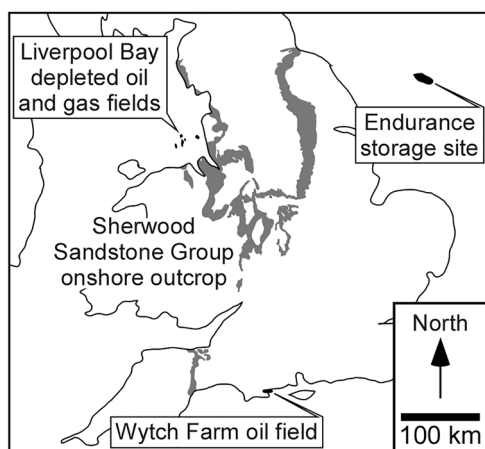 Liverpool Bay
depleted oil
and gas fields
Endurance
storage site
Sherwood
Sandstone Group
onshore outcrop
North
100 km
Wytch Farm oil field